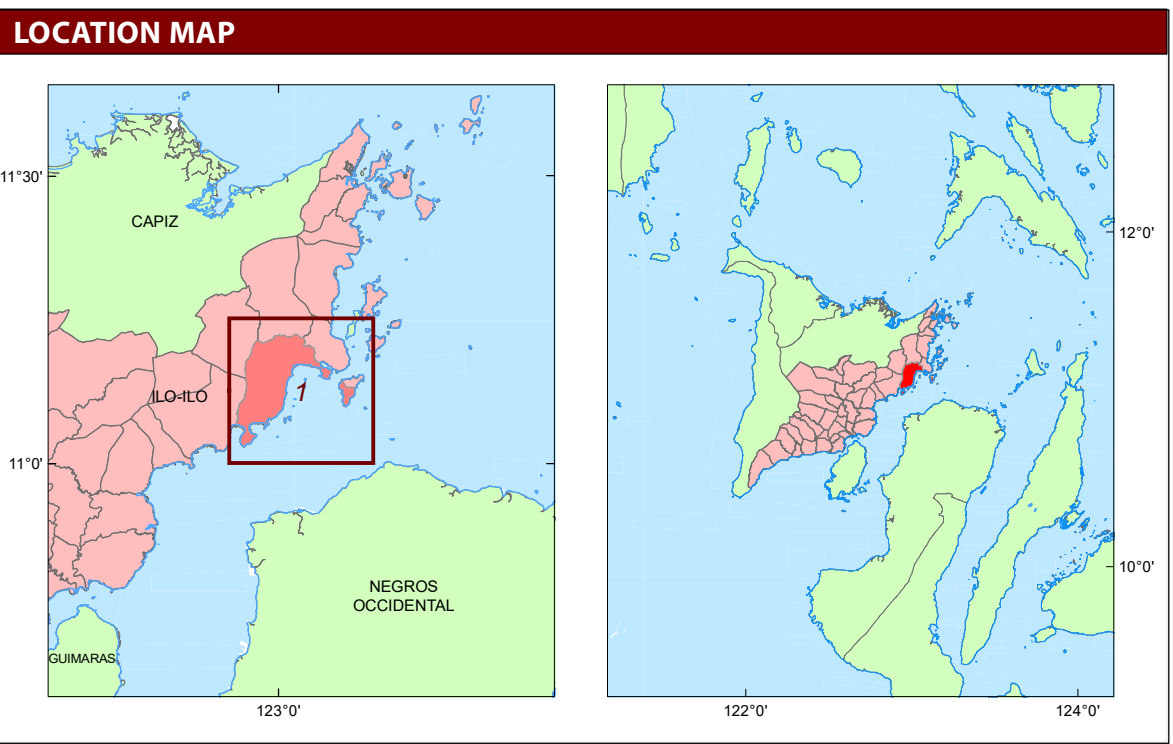 LOCATION MAP
11°30'
CAPIZ
ILO-ILO
1
11°0'
NEGROS
OCCIDENTAL
GUIMARAS
123°0'
12°0'
10°0'
122°0'
124°0'